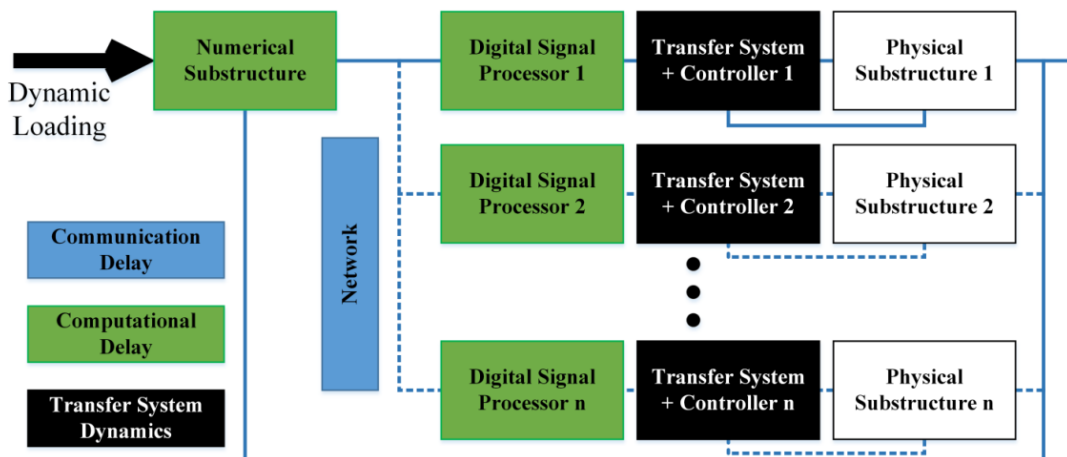 Dynamic
Loading
Numerical
Substructure
Digital Signal
Processor 1
Transfer System
+ Controller 1
Physical
Substructure 1
Network
Digital Signal
Processor 2
Transfer System
+ Controller 2
Physical
Substructure 2
Digital Signal
Processor n
Transfer System
+ Controller n
Physical
Substructure n
Communication
Delay
Computational
Delay
Transfer System
Dynamics